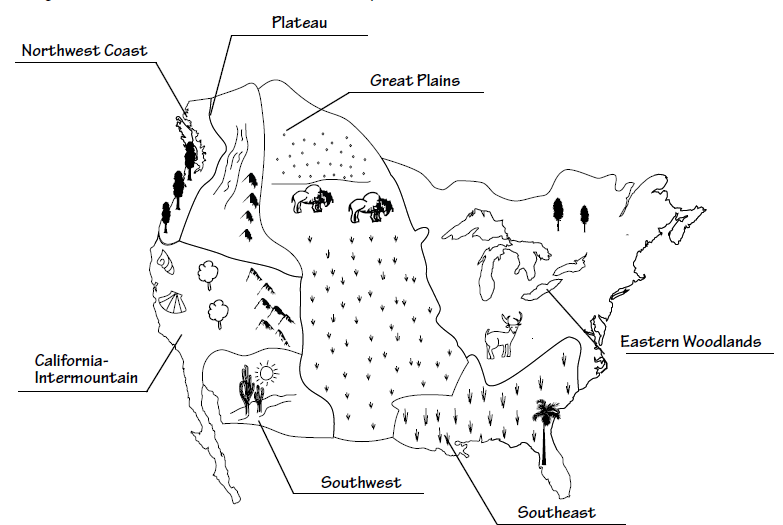 Plateau
Northwest Coast
Great Plains
Eastern Woodlands
California-
Intermountain
Southwest
Southeast